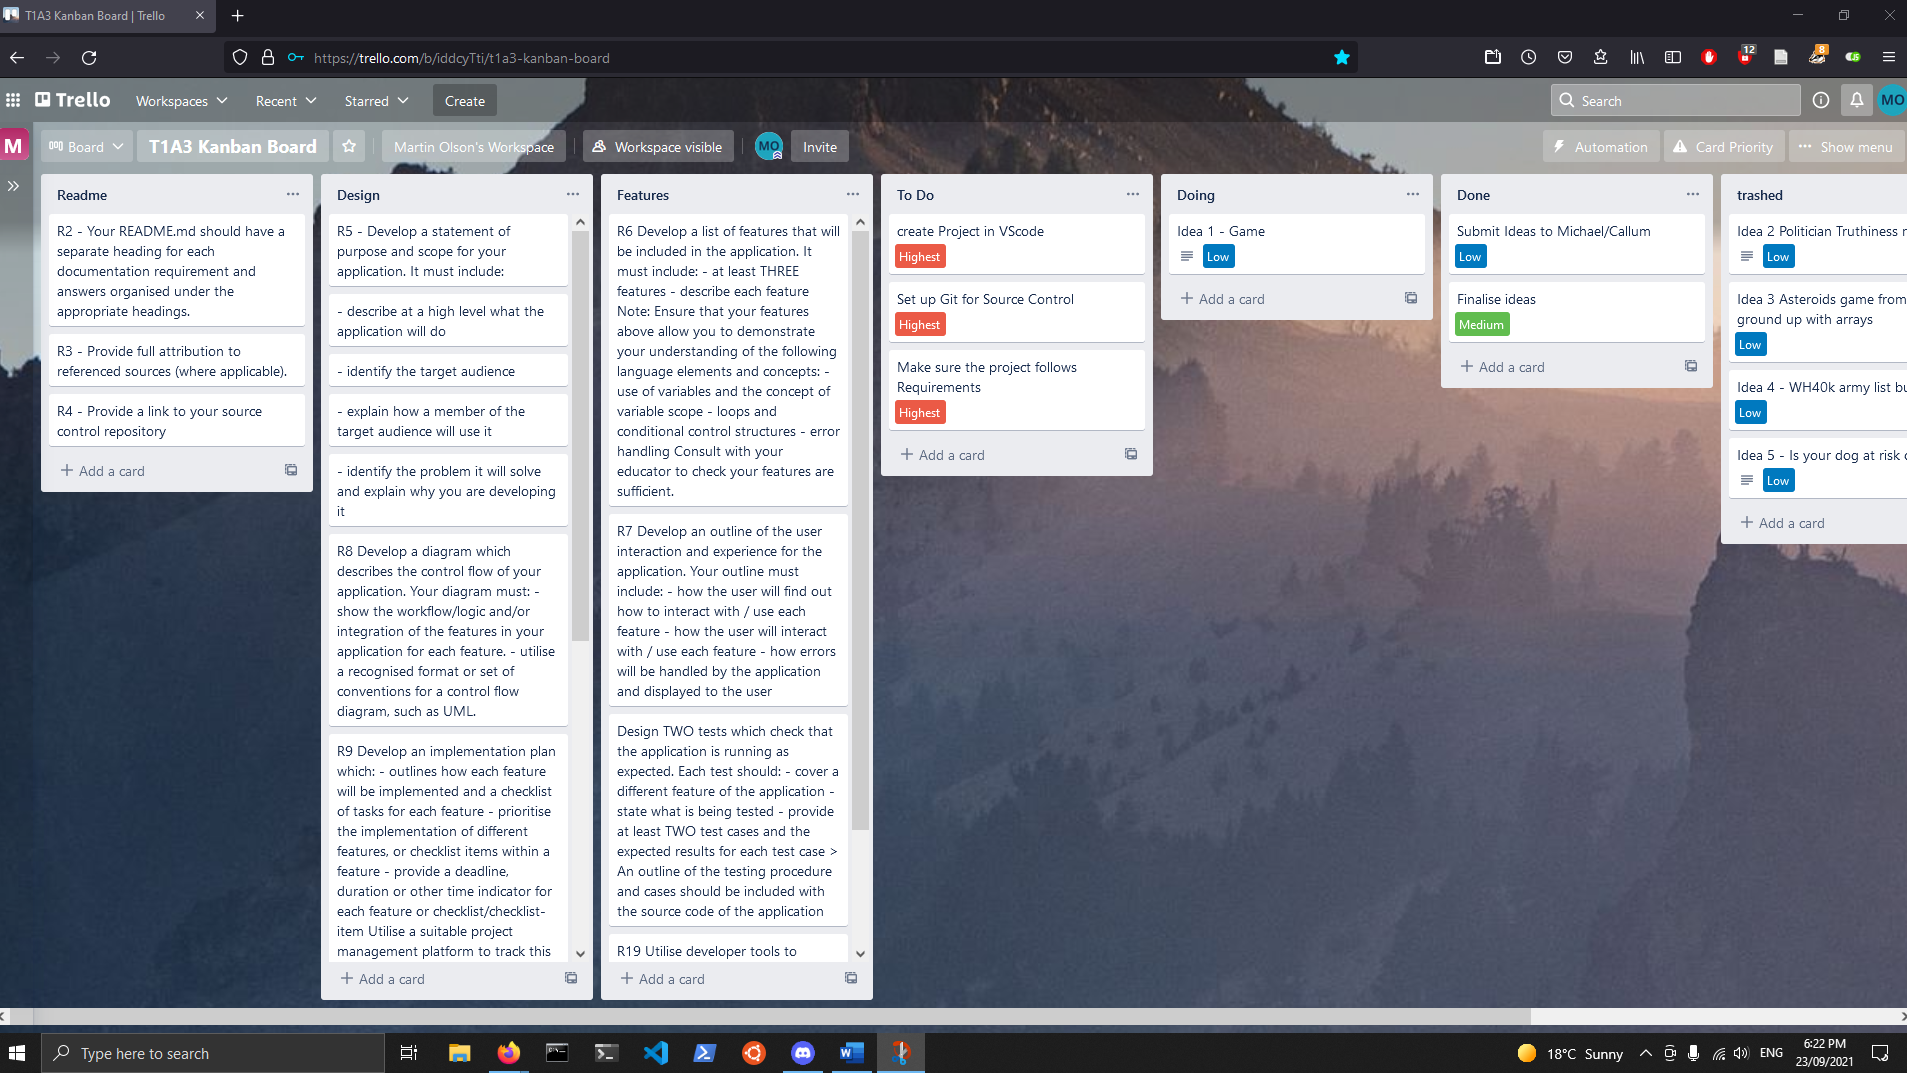 T1A3 Kanban Board | Trello
https://trello.com/b/iddcyTti/t1a3-kanban-board
12
8
Trello
Workspaces
Recent
Starred
Create
Search
MO
M
Board
T1A3 Kanban Board
Martin Olson's Workspace
Workspace visible
MO
Invite
Automation
Card Priority
Show menu
Readme
R2 - Your README.md should have a
separate heading for each
documentation requirement and
answers organised under the
appropriate headings.
R3 - Provide full attribution to
referenced sources (where applicable).
R4 - Provide a link to your source
control repository
Add a card
Design
R5 - Develop a statement of
purpose and scope for your
application. It must include:
- describe at a high level what the
application will do
- identify the target audience
- explain how a member of the
target audience will use it
- identify the problem it will solve
and explain why you are developing
it
R8 Develop a diagram which
describes the control flow of your
application. Your diagram must: -
show the workflow/logic and/or
integration of the features in your
application for each feature. - utilise
a recognised format or set of
conventions for a control flow
diagram, such as UML.
R9 Develop an implementation plan
which: - outlines how each feature
will be implemented and a checklist
of tasks for each feature - prioritise
the implementation of different
features, or checklist items within a
feature - provide a deadline,
duration or other time indicator for
each feature or checklist/checklist-
item Utilise a suitable project
management platform to track this
Add a card
Features
R6 Develop a list of features that will
be included in the application. It
must include: - at least THREE
features - describe each feature
Note: Ensure that your features
above allow you to demonstrate
your understanding of the following
language elements and concepts: -
use of variables and the concept of
variable scope - loops and
conditional control structures - error
handling Consult with your
educator to check your features are
sufficient.
R7 Develop an outline of the user
interaction and experience for the
application. Your outline must
include: - how the user will find out
how to interact with / use each
feature - how the user will interact
with / use each feature - how errors
will be handled by the application
and displayed to the user
Design TWO tests which check that
the application is running as
expected. Each test should: - cover a
different feature of the application -
state what is being tested - provide
at least TWO test cases and the
expected results for each test case >
An outline of the testing procedure
and cases should be included with
the source code of the application
R19 Utilise developer tools to
Add a card
To Do
create Project in VScode
Highest
Set up Git for Source Control
Highest
Make sure the project follows
Requirements
Highest
Add a card
Doing
Idea 1 - Game
Low
Add a card
Done
Submit Ideas to Michael/Callum
Low
Finalise ideas
Medium
Add a card
trashed
Idea 2 Politician Truthiness
Low
Idea 3 Asteroids game from
ground up with arrays
Low
Idea 4 - WH40k army list
Low
Idea 5 - Is your dog at risk
Low
Add a card
Type here to search
18°C Sunny
ENG
6:22 PM
23/09/2021